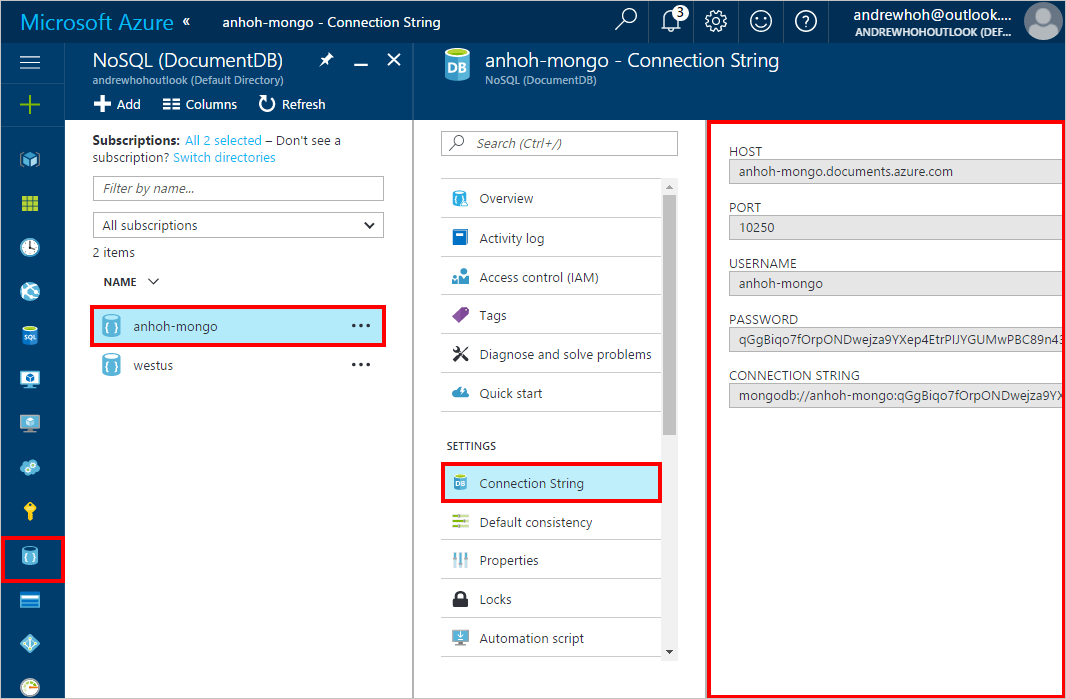 Microsoft Azure «
anhoh-mongo - Connection String
3
andrewhoh@outlook....
ANDREWHOHOUTLOOK (DEF...
NoSQL (DocumentDB)
andrewhohoutlook (Default Directory)
Add
Columns
Refresh
Subscriptions: All 2 selected – Don't see a
subscription? Switch directories
Filter by name...
All subscriptions
2 items
NAME
anhoh-mongo
westus
SQL
DB
anhoh-mongo - Connection String
NoSQL (DocumentDB)
Search (Ctrl+/)
Overview
Activity log
Access control (IAM)
Tags
Diagnose and solve problems
Quick start
SETTINGS
DB
Connection String
Default consistency
Properties
Locks
Automation script
HOST
anhoh-mongo.documents.azure.com
PORT
10250
USERNAME
anhoh-mongo
PASSWORD
qGgBiqo7fOrpONDwejza9YXep4EtrPIJYGUMwPBC89n43
CONNECTION STRING
mongodb://anhoh-mongo:qGgBiqo7fOrpONDwejza9YX